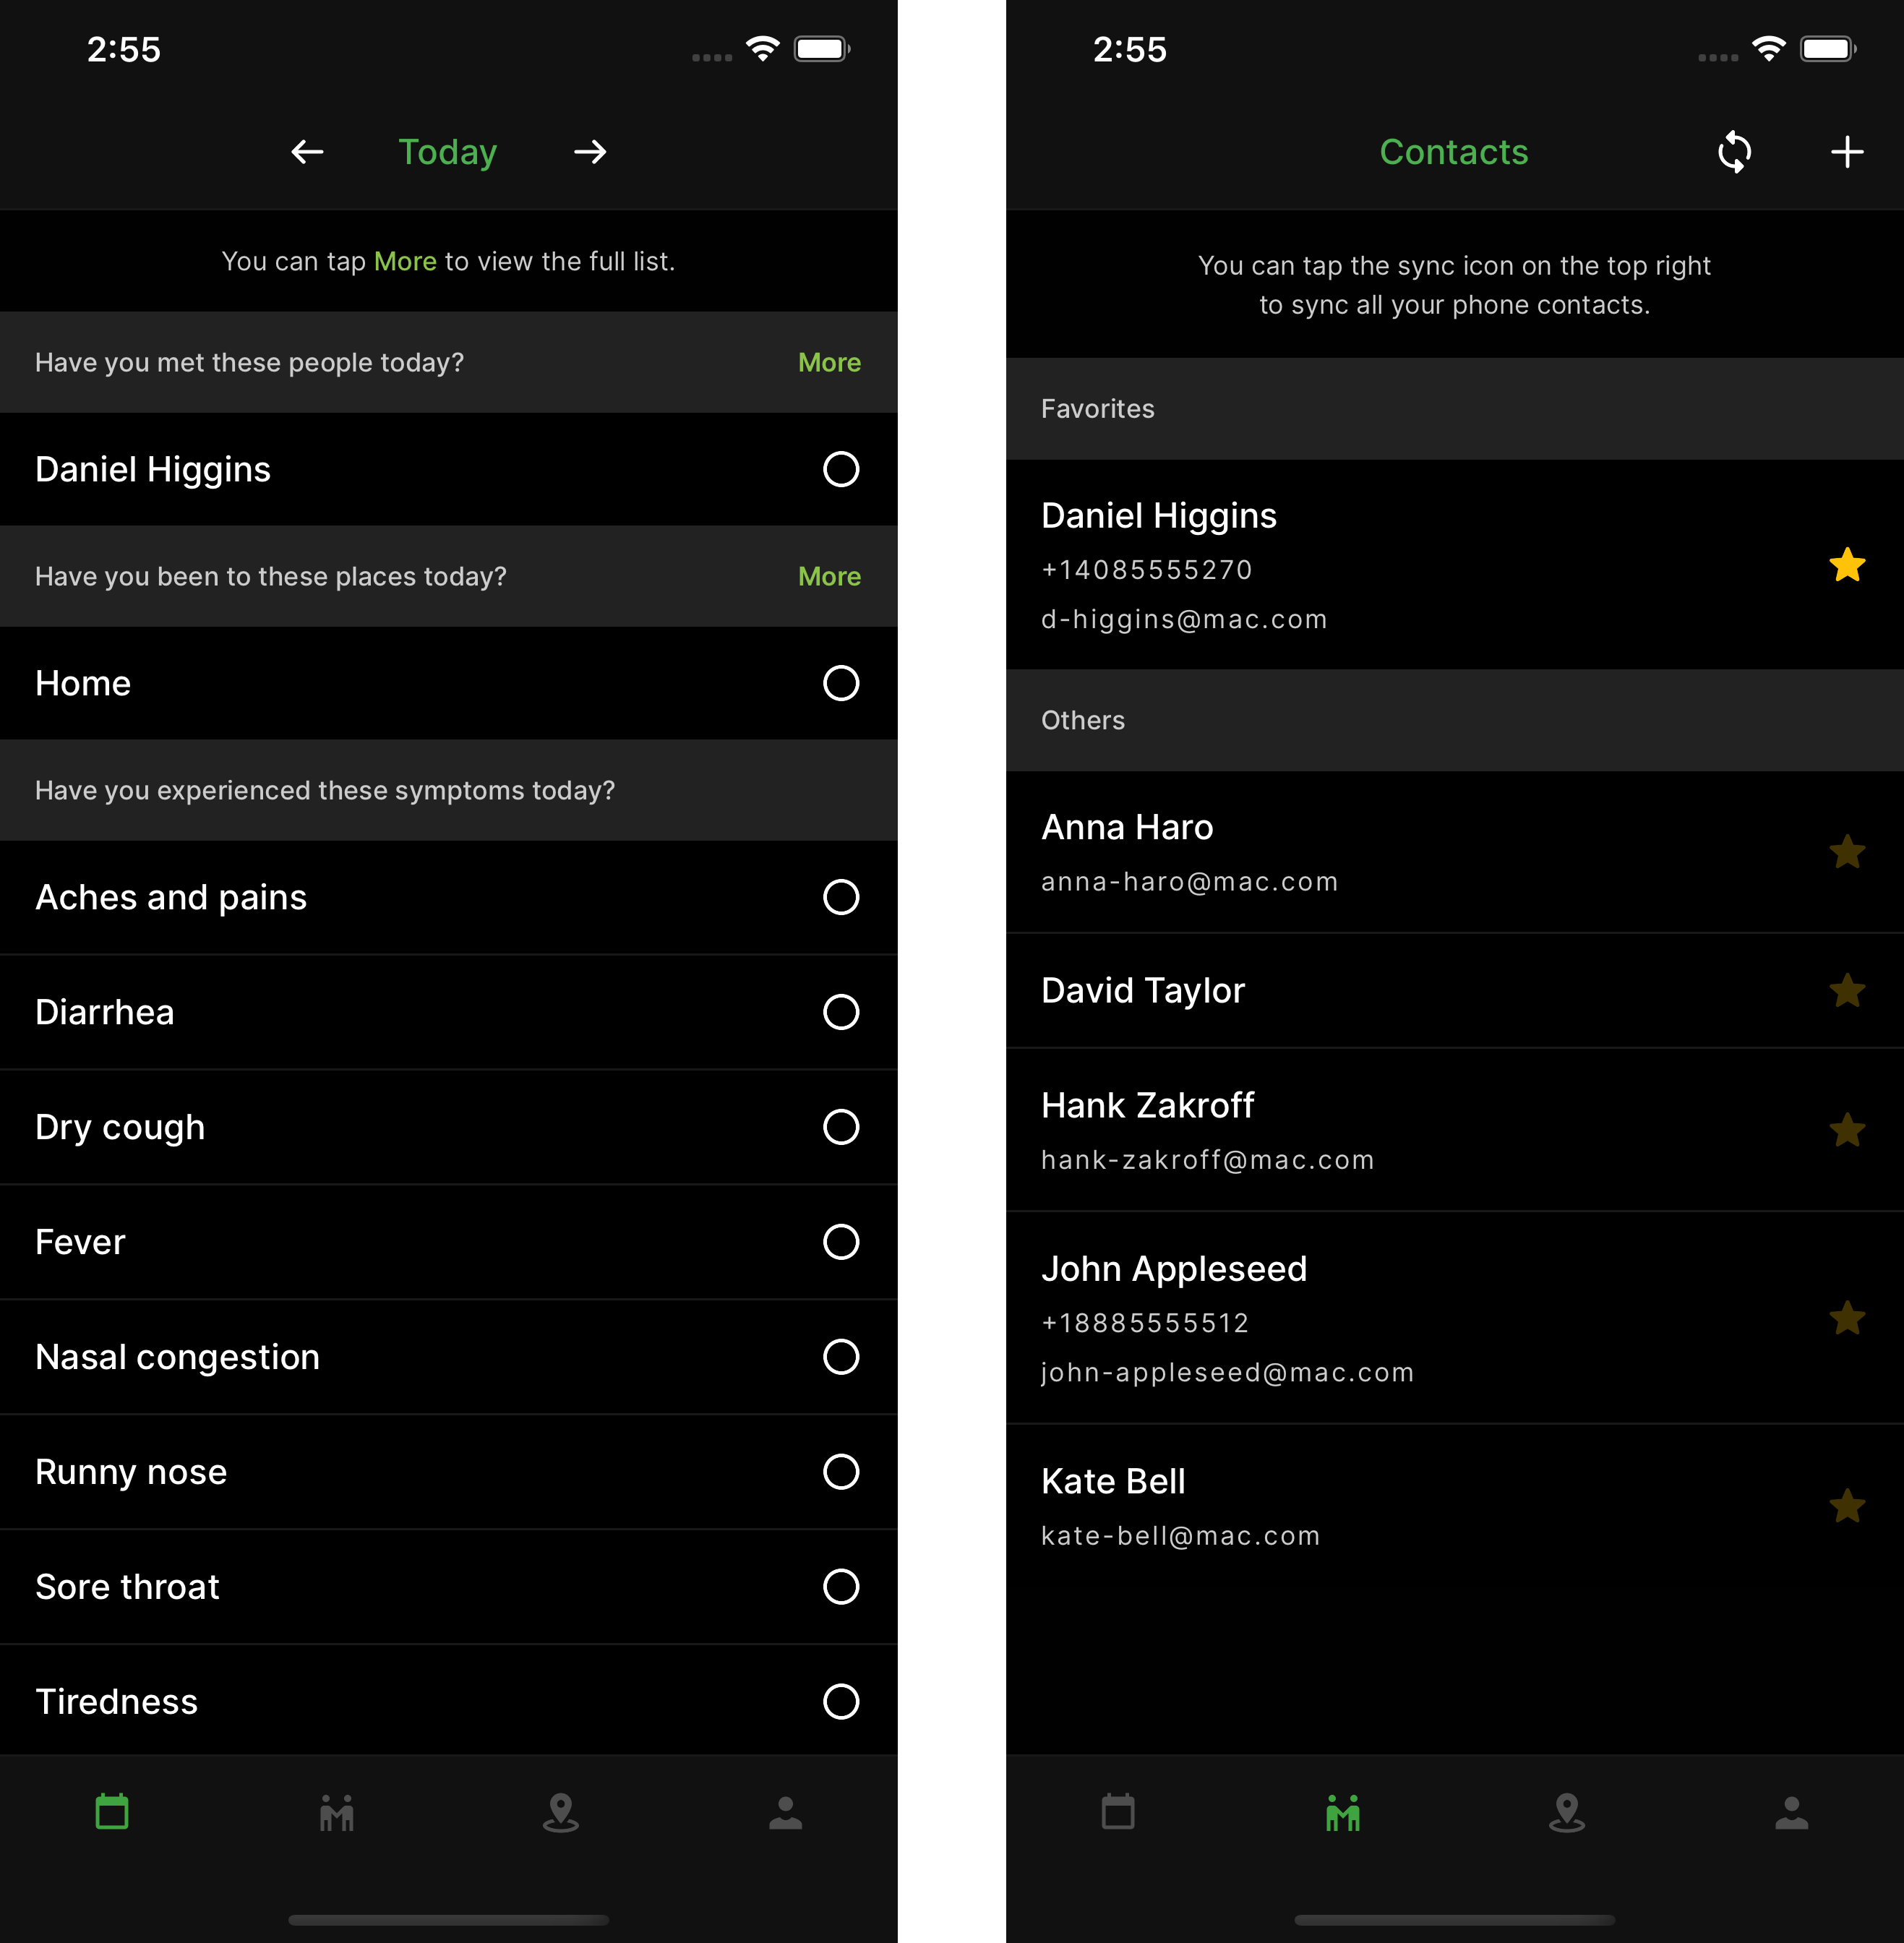 2:55
Today
You can tap More to view the full list.
Have you met these people today? More
Daniel Higgins
Have you been to these places today? More
Home
Have you experienced these symptoms today?
Aches and pains
Diarrhea
Dry cough
Fever
Nasal congestion
Runny nose
Sore throat
Tiredness
2:55
Contacts
You can tap the sync icon on the top right
to sync all your phone contacts.
Favorites
Daniel Higgins
+14085555270
d-higgins@mac.com
Others
Anna Haro
anna-haro@mac.com
David Taylor
Hank Zakroff
hank-zakroff@mac.com
John Appleseed
+18885555512
john-appleseed@mac.com
Kate Bell
kate-bell@mac.com